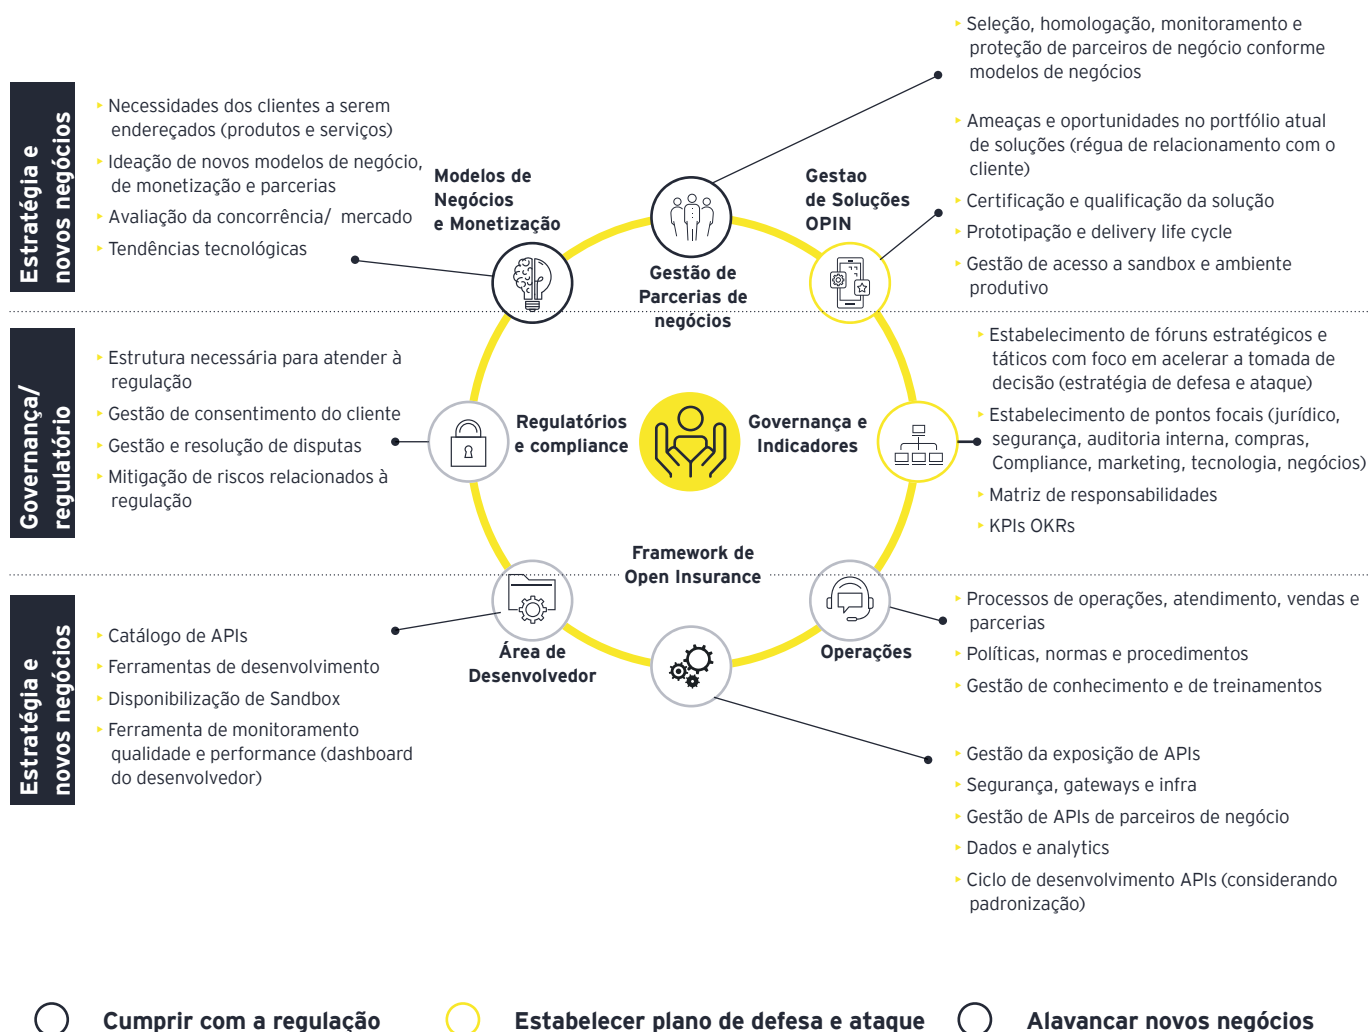 Estratégia e
novos negócios
Necessidades dos clientes a serem
endereçados (produtos e serviços)
Ideação de novos modelos de negócio,
de monetização e parcerias
Avaliação da concorrência/ mercado
Tendências tecnológicas
Modelos de
Negócios
e Monetização
Gestão de
Parcerias de
negócios
Gestao
de Soluções
OPIN
Seleção, homologação, monitoramento e
proteção de parceiros de negócio conforme
modelos de negócios
Ameaças e oportunidades no portfólio atual
de soluções (régua de relacionamento com o
cliente)
Certificação e qualificação da solução
Prototipação e delivery life cycle
Gestão de acesso a sandbox e ambiente
produtivo
Governança/
regulatório
Estrutura necessária para atender à
regulação
Gestão de consentimento do cliente
Gestão e resolução de disputas
Mitigação de riscos relacionados à
regulação
Regulatórios
e compliance
Governança e
Indicadores
Estabelecimento de fóruns estratégicos e
táticos com foco em acelerar a tomada de
decisão (estratégia de defesa e ataque)
Estabelecimento de pontos focais (jurídico,
segurança, auditoria interna, compras,
Compliance, marketing, tecnologia, negócios)
Matriz de responsabilidades
KPIs OKRs
Framework de
Open Insurance
Estratégia e
novos negócios
Catálogo de APIs
Ferramentas de desenvolvimento
Disponibilização de Sandbox
Ferramenta de monitoramento
qualidade e performance (dashboard
do desenvolvedor)
Área de
Desenvolvedor
Operações
Processos de operações, atendimento, vendas e
parcerias
Políticas, normas e procedimentos
Gestão de conhecimento e de treinamentos
Gestão da exposição de APIs
Segurança, gateways e infra
Gestão de APIs de parceiros de negócio
Dados e analytics
Ciclo de desenvolvimento APIs (considerando
padronização)
Cumprir com a regulação
Estabelecer plano de defesa e ataque
Alavancar novos negócios